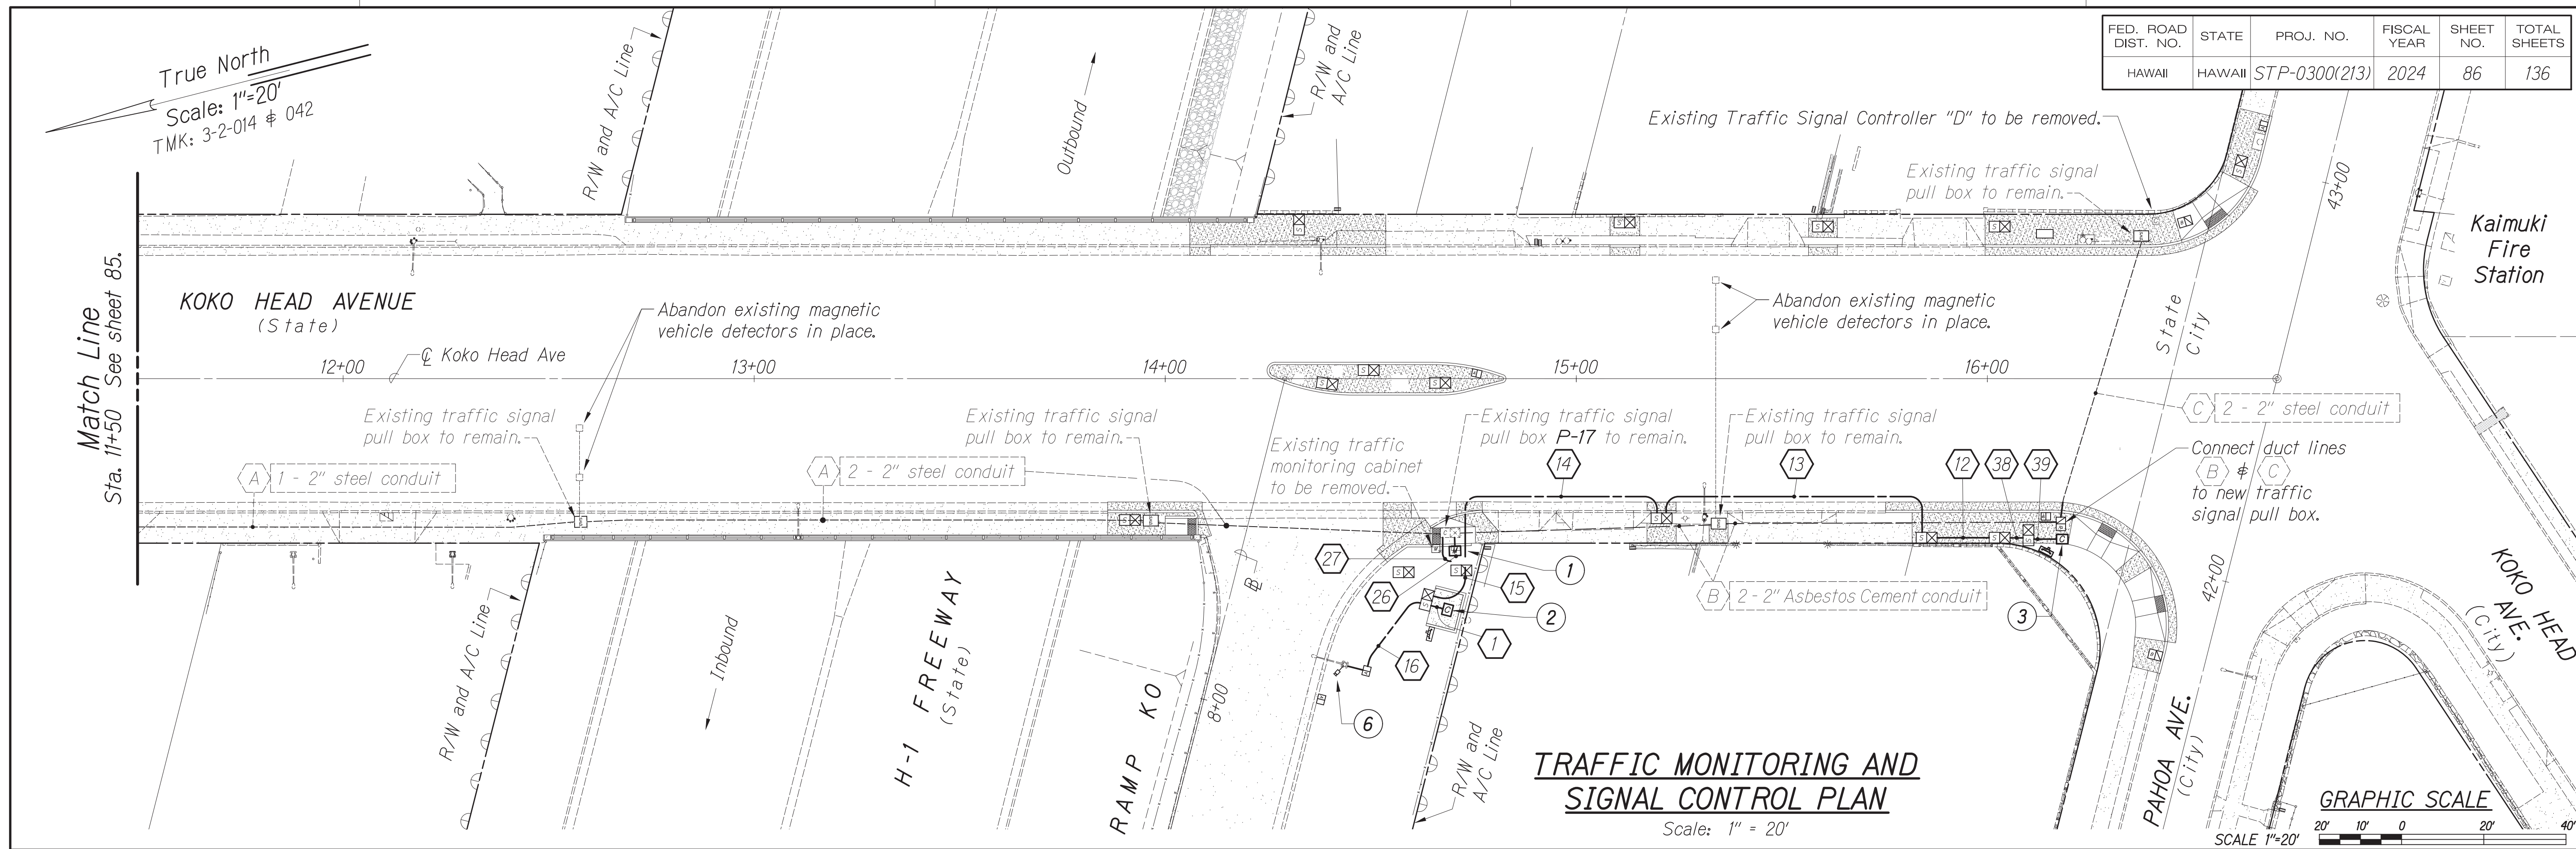 FED. ROAD DIST. NO.
STATE
PROJ. NO.
FISCAL YEAR
SHEET NO.
TOTAL SHEETS
HAWAII
HAWAII
STP-0300(213)
2024
86
136
True North
Scale: 1"=20'
TMK: 3-2-014 & 042
R/W and A/C Line
Outbound
R/W and
A/C Line
Existing Traffic Signal Controller "D" to be removed.
Existing traffic signal
pull box to remain.
43+00
Kaimuki
Fire
Station
Match Line
Sta. 11+50 See sheet 85.
KOKO HEAD AVENUE
(State)
Abandon existing magnetic
vehicle detectors in place.
Abandon existing magnetic
vehicle detectors in place.
State
City
12+00
℄ Koko Head Ave
13+00
14+00
15+00
16+00
Existing traffic signal
pull box to remain.
Existing traffic signal
pull box to remain.
Existing traffic
monitoring cabinet
to be removed.
Existing traffic signal
pull box P-17 to remain.
Existing traffic signal
pull box to remain.
C 2 - 2" steel conduit
Connect duct lines
B & C
to new traffic
signal pull box.
A 1 - 2" steel conduit
A 2 - 2" steel conduit
14
13
12
38
39
27
26
1
15
2
1
16
6
B 2 - 2" Asbestos Cement conduit
3
42+00
KOKO HEAD
AVE.
(City)
R/W and A/C Line
Inbound
H-1 FREEWAY
(State)
RAMP KO
8+00
R/W and
A/C Line
PAHOA AVE.
(City)
TRAFFIC MONITORING AND
SIGNAL CONTROL PLAN
Scale: 1" = 20'
GRAPHIC SCALE
20' 10' 0 20' 40'
SCALE 1"=20'